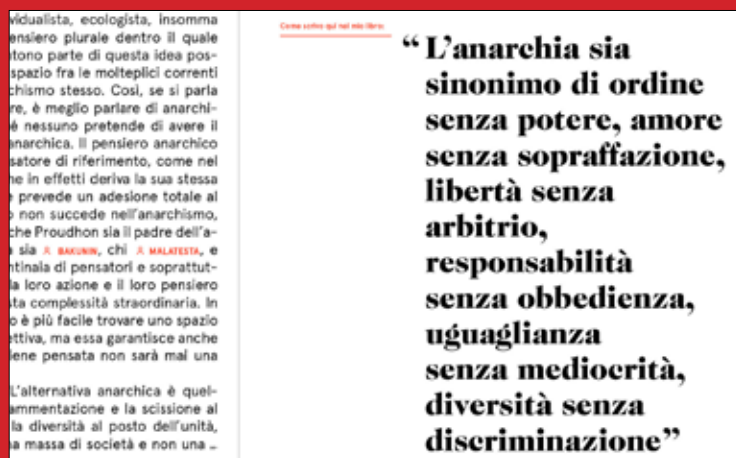 vidualista, ecologista, insomma
ensiero plurale dentro il quale
tono parte di questa idea pos-
spazio fra le molteplici correnti
chismo stesso. Così, se si parla
re, è meglio parlare di anarchi-
é nessuno pretende di avere il
anarchica. Il pensiero anarchico
satore di riferimento, come nel
he in effetti deriva la sua stessa
prevede un adesione totale al
o non succede nell'anarchismo,
che Proudhon sia il padre dell'a-
sia BAKUNIN, chi MALATESTA, e
ntinaia di pensatori e soprattut-
la loro azione e il loro pensiero
sta complessità straordinaria. In
o è più facile trovare uno spazio
ettiva, ma essa garantisce anche
iene pensata non sarà mai una
L'alternativa anarchica è quel-
ammentazione e la scissione al
la diversità al posto dell'unità,
a massa di società e non una –
Come scrivo qui nel mio libro:
“L'anarchia sia
sinonimo di ordine
senza potere, amore
senza sopraffazione,
libertà senza
arbitrio,
responsabilità
senza obbedienza,
uguaglianza
senza mediocrità,
diversità senza
discriminazione”